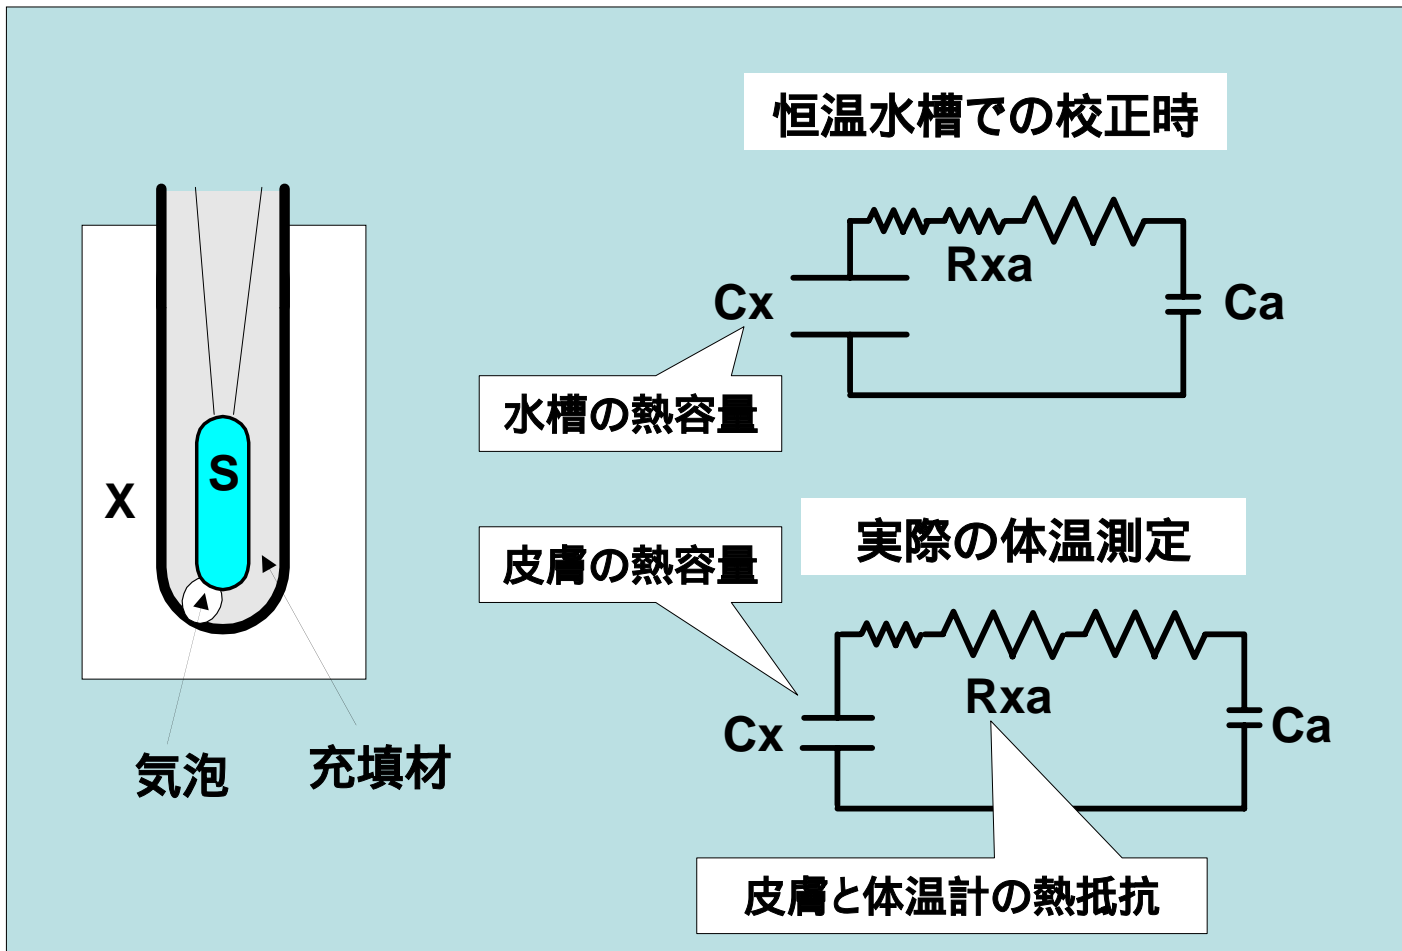 恒温水槽での校正時
Rxa
Cx
Ca
水槽の熱容量
S
X
実際の体温測定
皮膚の熱容量
Rxa
Cx
Ca
気泡
充填材
皮膚と体温計の熱抵抗